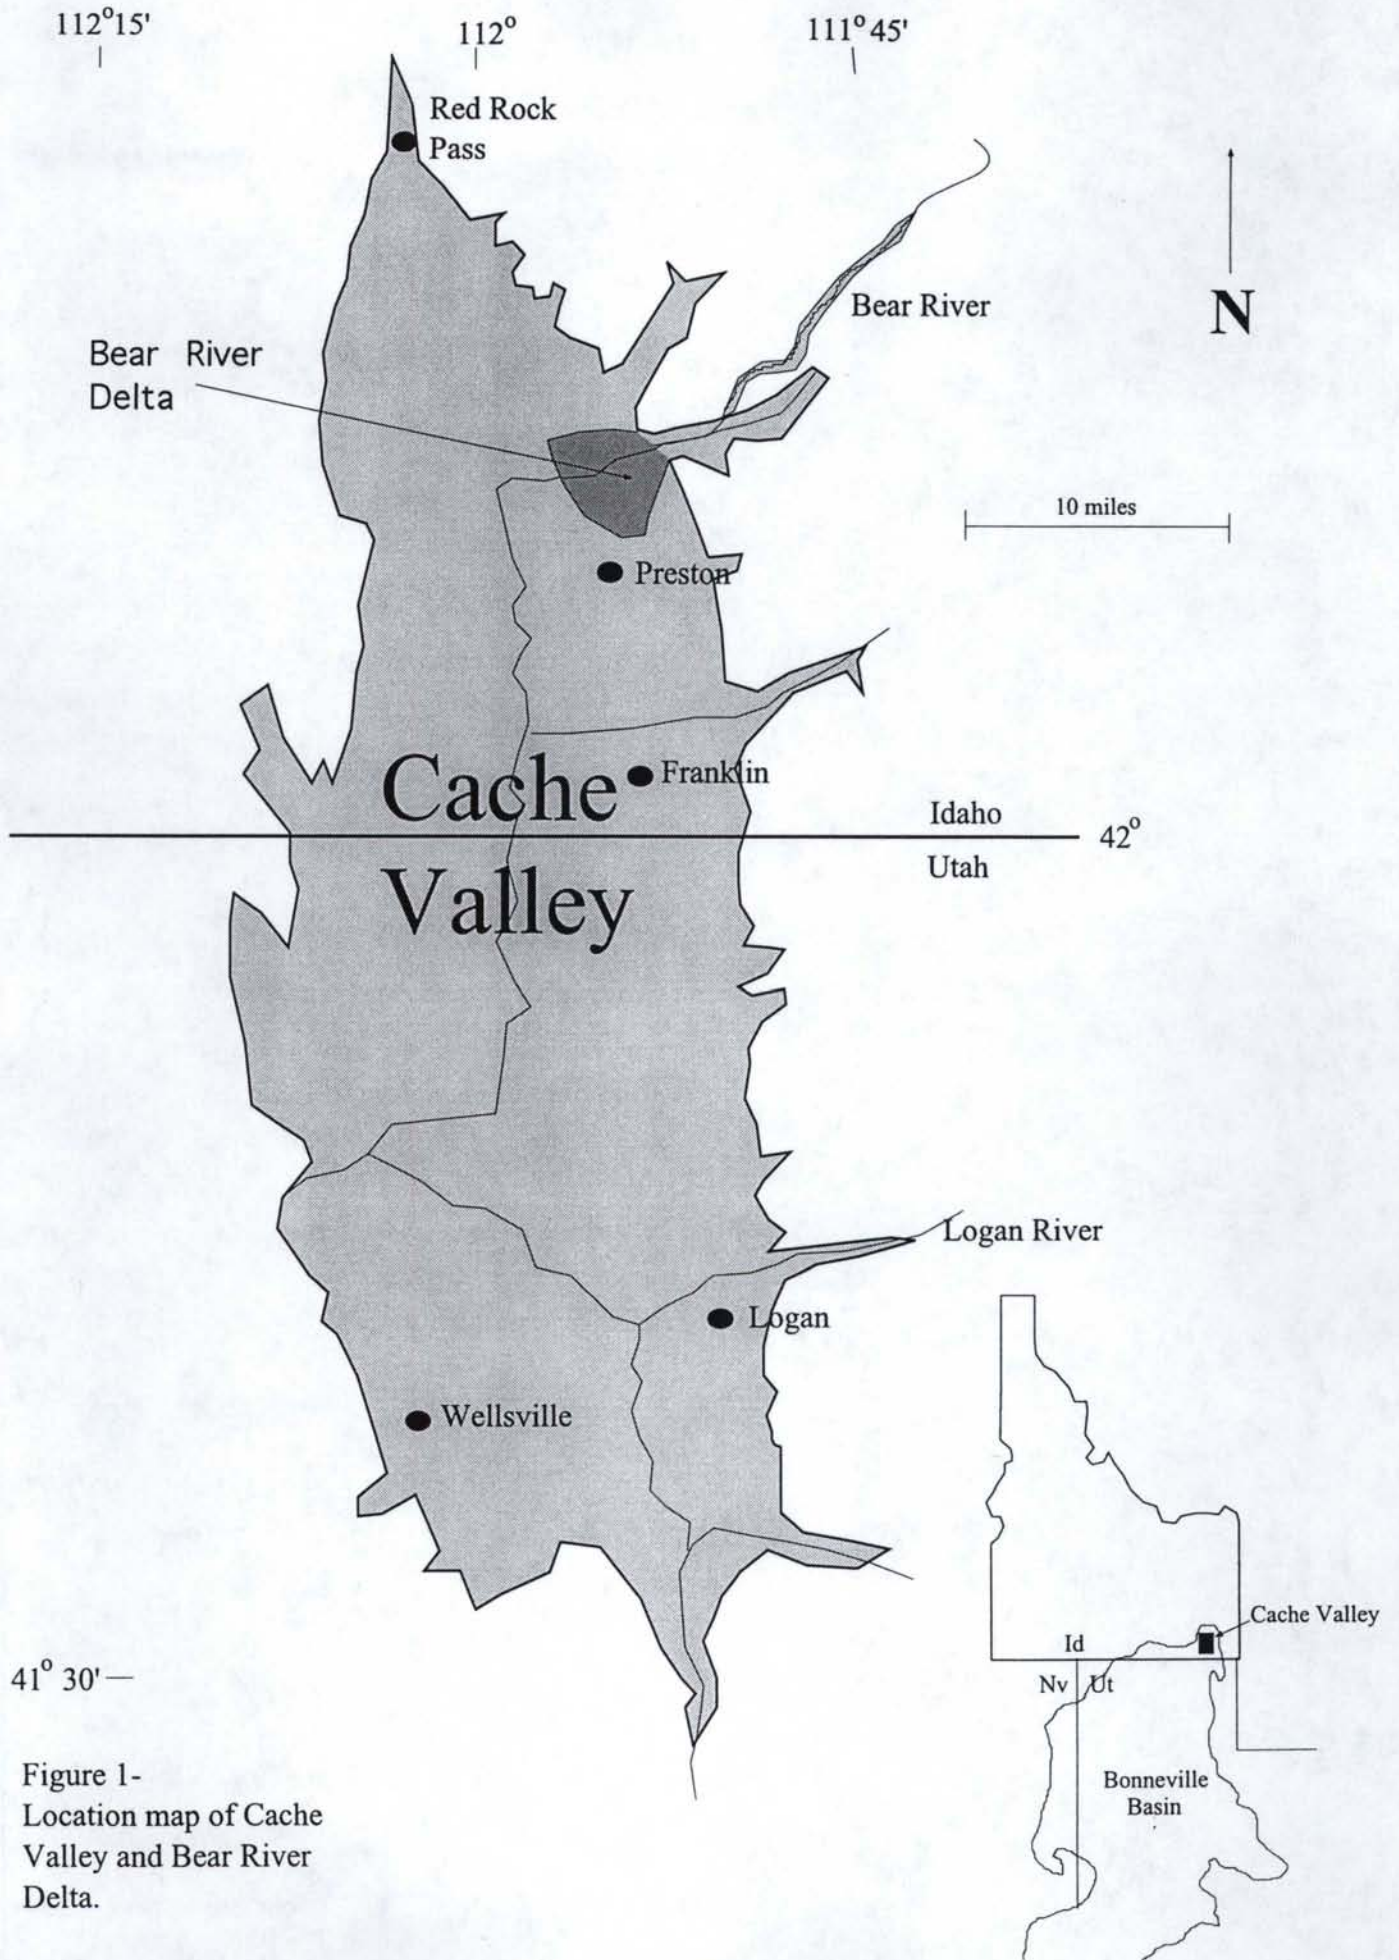 112°15'
112°
111°45'
Red Rock
Pass
Bear River
N
Bear River
Delta
10 miles
Preston
Cache
Franklin
Idaho
42°
Utah
Valley
Logan River
Logan
Wellsville
Cache Valley
Id
Nv Ut
41° 30'
Bonneville
Basin
Figure 1-
Location map of Cache
Valley and Bear River
Delta.